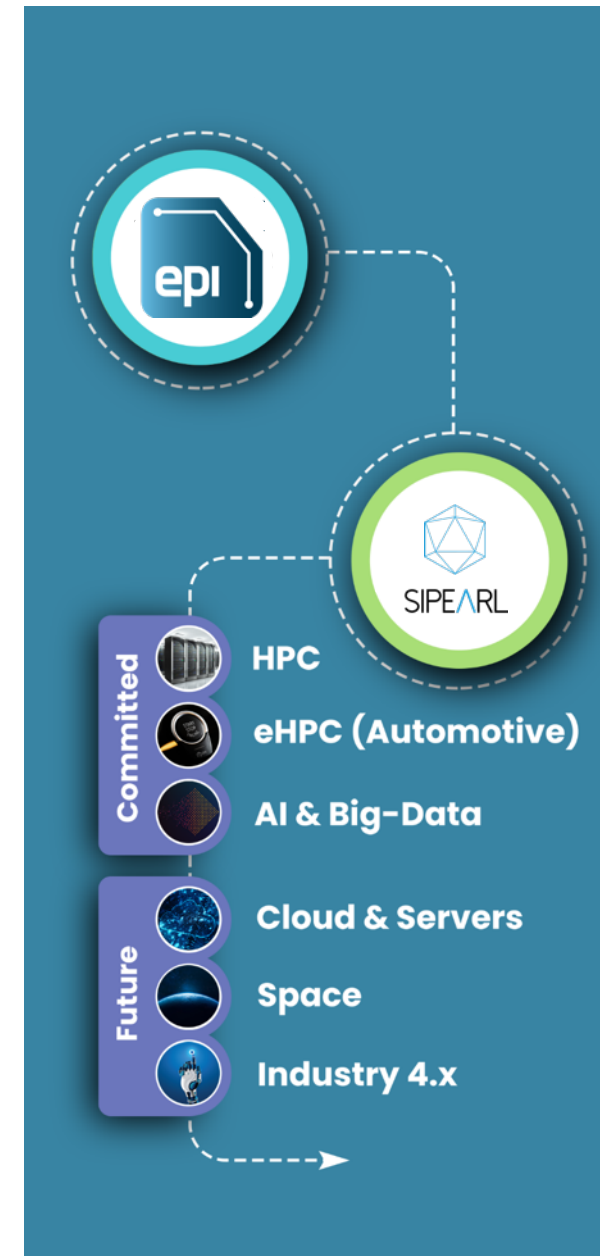 epi
SIPEARL
Committed
HPC
eHPC (Automotive)
AI & Big-Data
Future
Cloud & Servers
Space
Industry 4.x